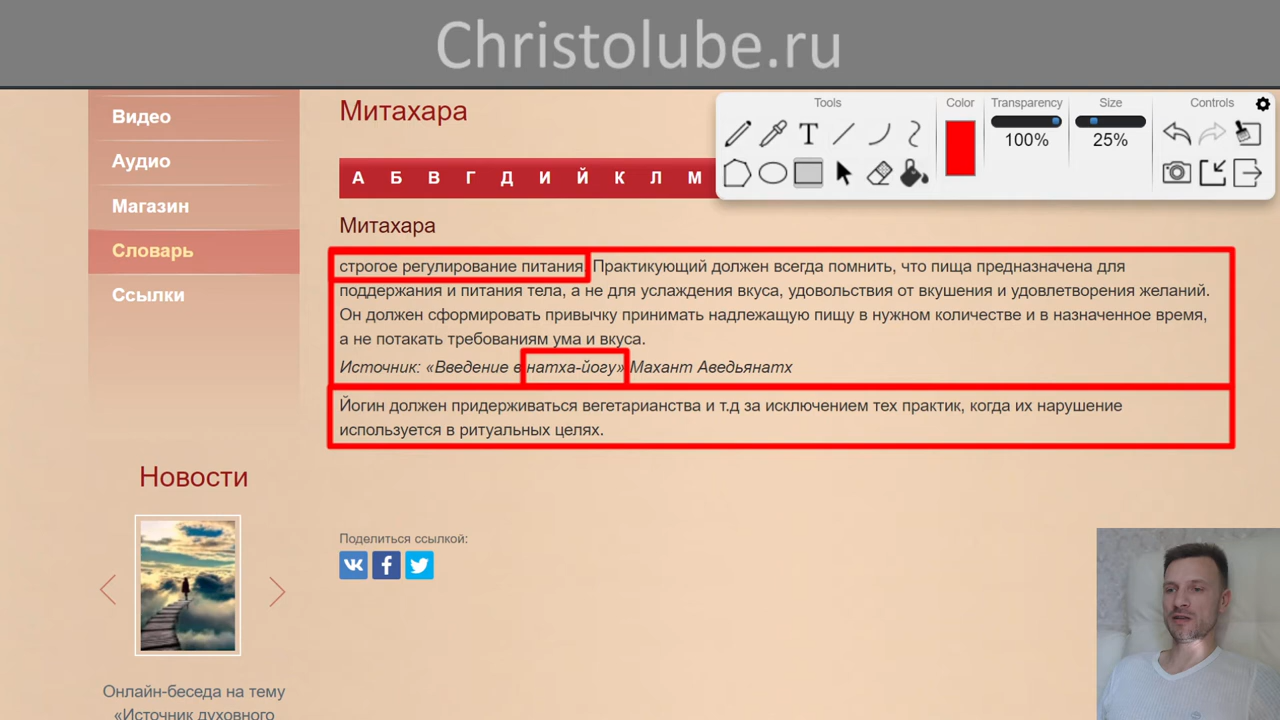 Christolube.ru
Видео
Аудио
Магазин
Словарь
Ссылки
Митахара
А Б В Г Д И Й К Л М
Tools
Color
Transparency
100%
Size
25%
Controls
T
Митахара
строгое регулирование питания. Практикующий должен всегда помнить, что пища предназначена для
поддержания и питания тела, а не для услаждения вкуса, удовольствия от вкушения и удовлетворения желаний.
Он должен сформировать привычку принимать надлежащую пищу в нужном количестве и в назначенное время,
а не потакать требованиям ума и вкуса.
Источник: «Введение в натха-йогу» Махант Аведьянатх
Йогин должен придерживаться вегетарианства и т.д за исключением тех практик, когда их нарушение
используется в ритуальных целях.
Новости
Онлайн-беседа на тему
«Источник духовного
Поделиться ссылкой: